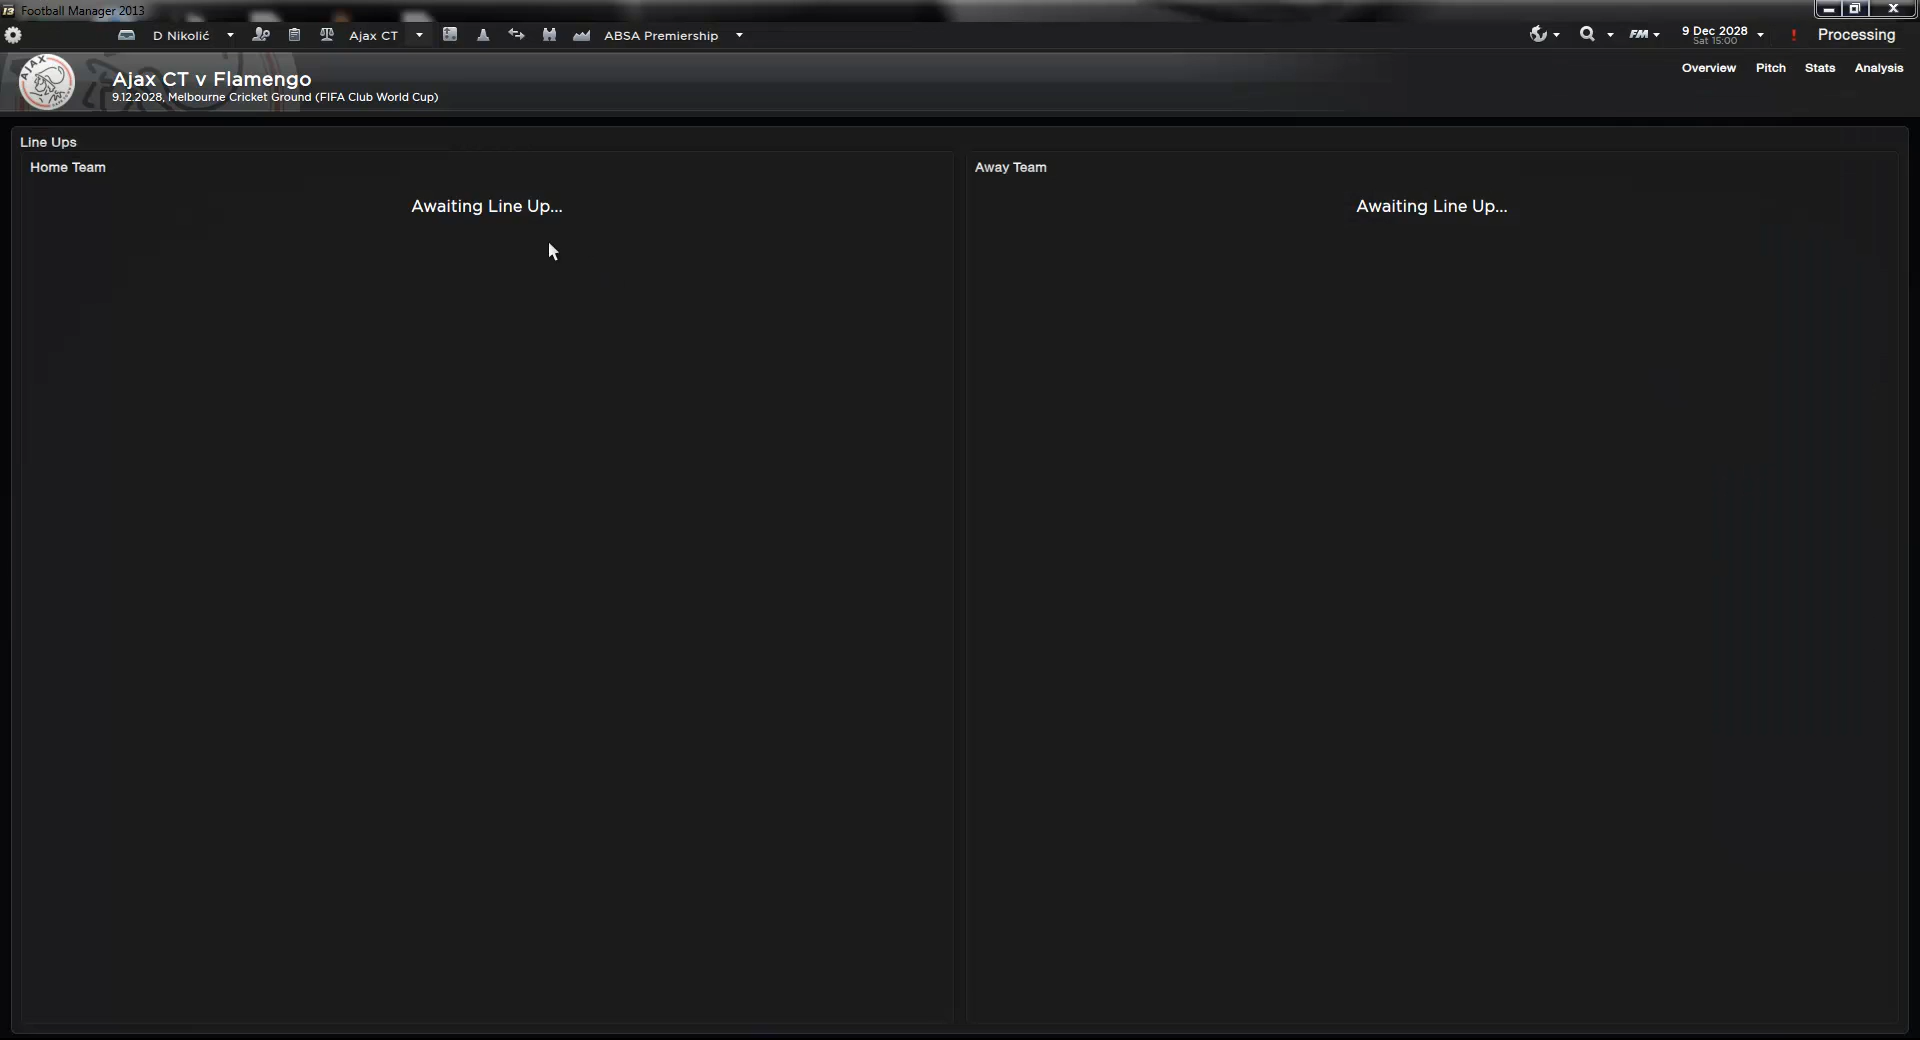 Football Manager 2013
D Nikolić
Ajax CT
ABSA Premiership
FM
9 Dec 2028
Sat 15:00
!
Processing
AJAX
Ajax CT v Flamengo
9.12.2028, Melbourne Cricket Ground (FIFA Club World Cup)
Overview
Pitch
Stats
Analysis
Line Ups
Home Team
Awaiting Line Up...
Away Team
Awaiting Line Up...